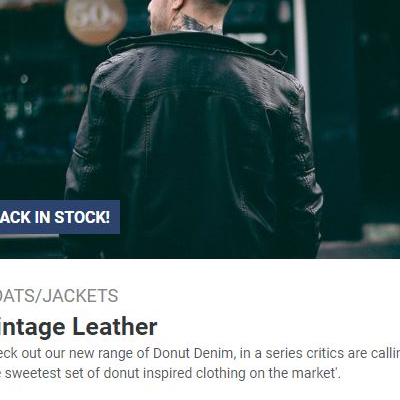 50%
ACK IN STOCK!
OATS/JACKETS
intage Leather
eck out our new range of Donut Denim, in a series critics are callin
e sweetest set of donut inspired clothing on the market'.